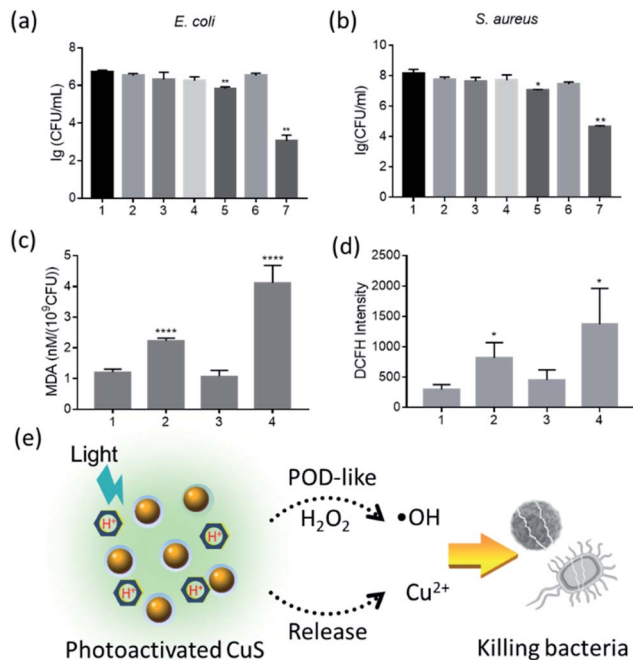 (a)
E. coli
lg (CFU/mL)
8
6
4
2
0
**
**
1 2 3 4 5 6 7
(b)
S. aureus
lg(CFU/ml)
10
8
6
4
2
0
*
**
1 2 3 4 5 6 7
(c)
MDA (nM/(10⁹CFU))
5
4
3
2
1
0
****
****
1 2 3 4
(d)
DCFH Intensity
2500
2000
1500
1000
500
0
*
*
1 2 3 4
(e)
Light
H⁺
H⁺
H⁺
H⁺
Photoactivated CuS
POD-like
H₂O₂
•OH
Cu²⁺
Release
Killing bacteria